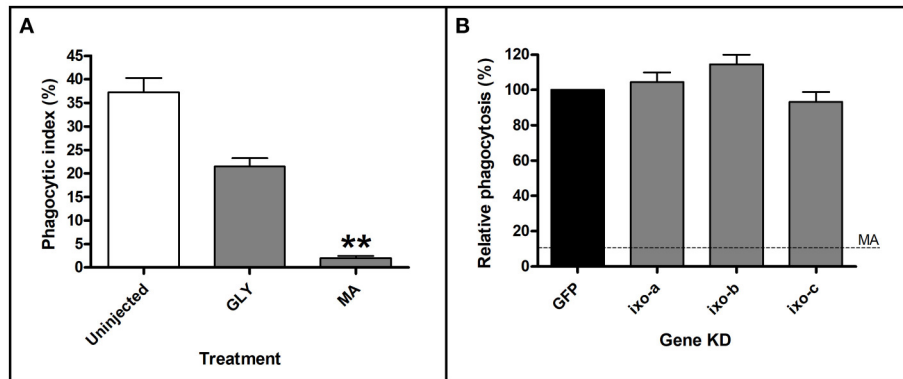 A
Phagocytic index (%)
45
40
35
30
25
20
15
10
5
0
**
Uninjected
GLY
MA
Treatment
B
Relative phagocytosis (%)
120
100
80
60
40
20
0
MA
GFP
ixo-a
ixo-b
ixo-c
Gene KD